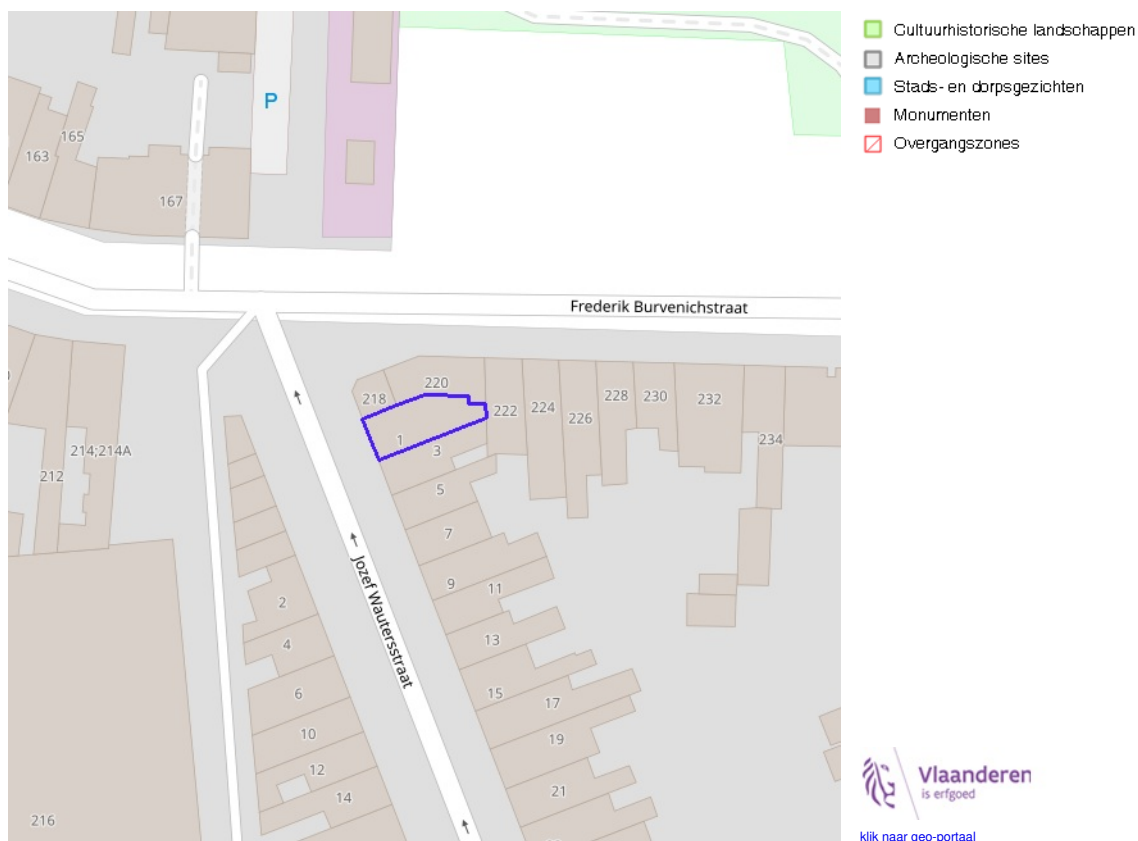 Cultuurhistorische landschappen
Archeologische sites
Stads- en dorpsgezichten
Monumenten
Overgangszones
P
165
163
167
Frederik Burvenichstraat
218
220
222
224
226
228
230
232
234
214;214A
212
216
1
3
5
7
9
11
13
15
17
19
21
2
4
6
10
12
14
Jozef Wautersstraat
Vlaanderen
is erfgoed
klik naar geo-portaal